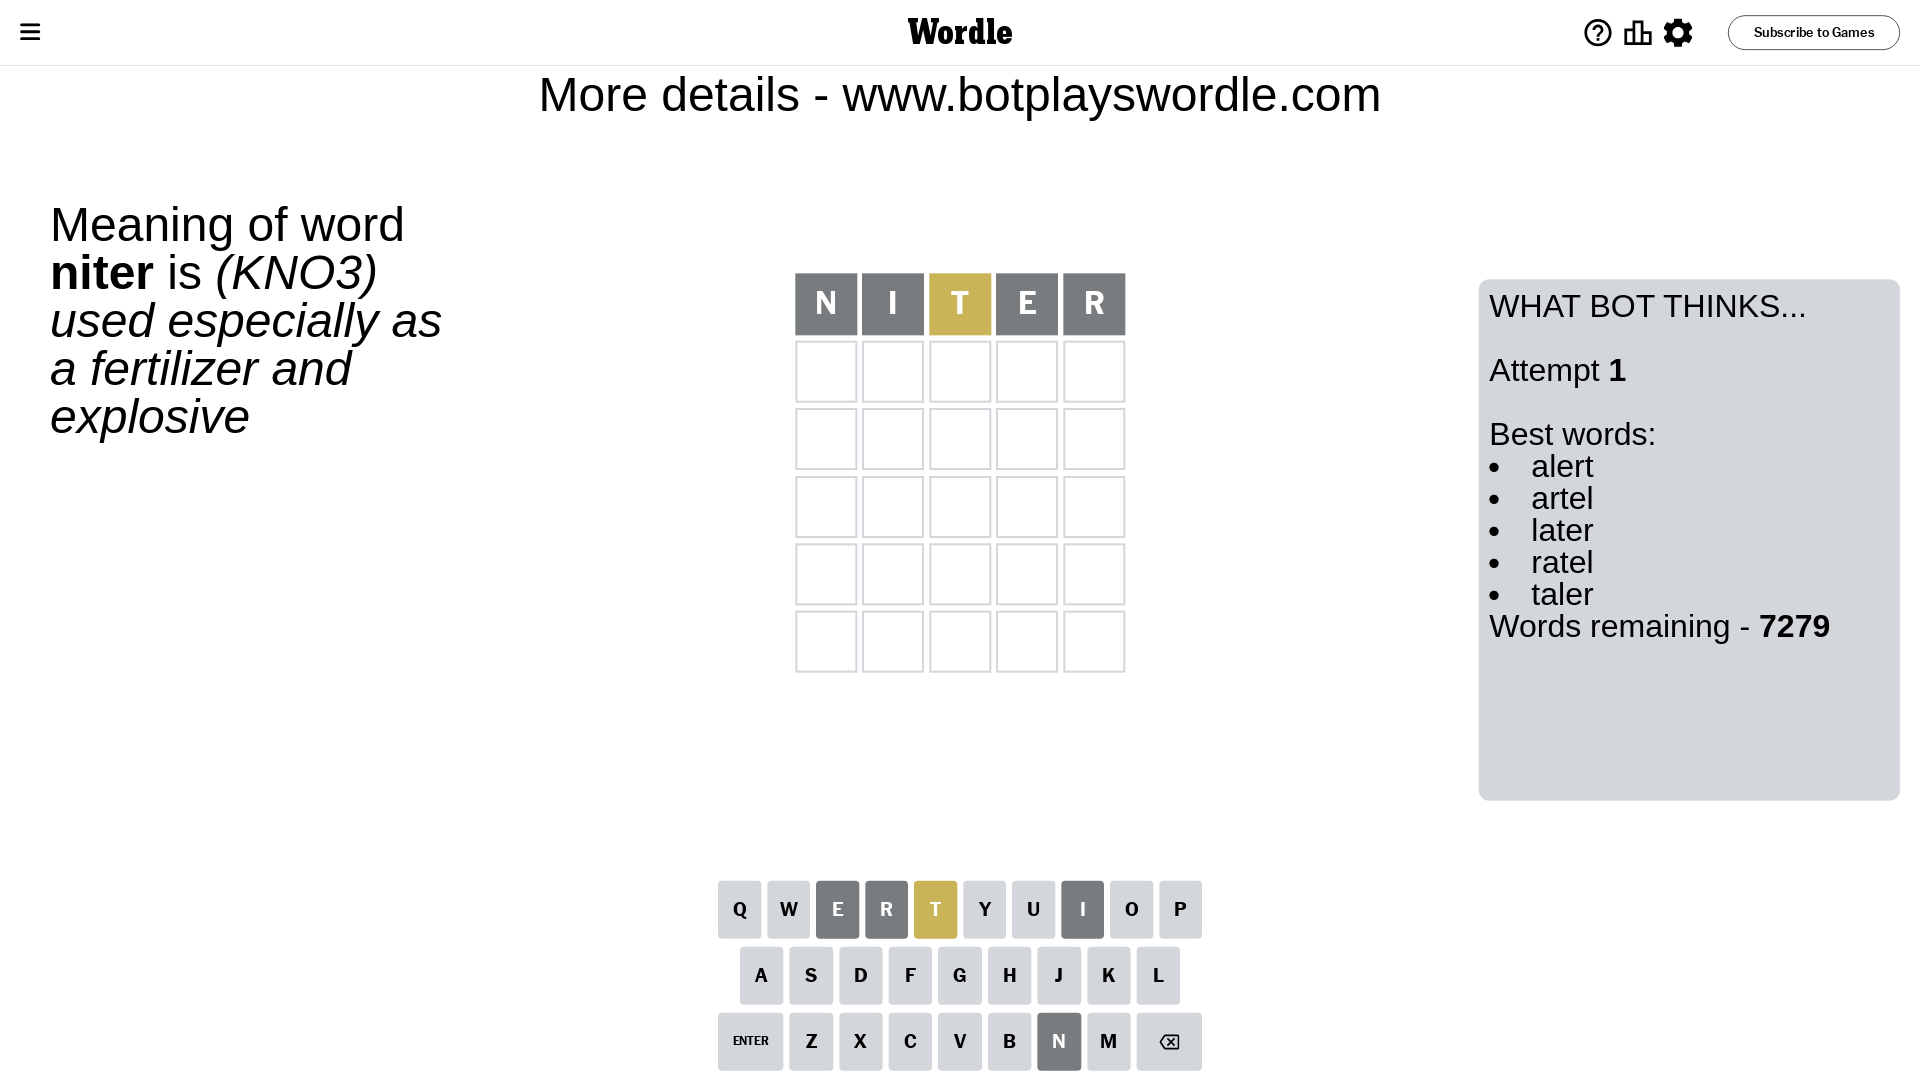 Wordle
Subscribe to Games
More details - www.botplayswordle.com
Meaning of word
niter is (KNO3)
used especially as
a fertilizer and
explosive
N I T E R
WHAT BOT THINKS...
Attempt 1
Best words:
• alert
• artel
• later
• ratel
• taler
Words remaining - 7279
Q W E R T Y U I O P
A S D F G H J K L
ENTER Z X C V B N M